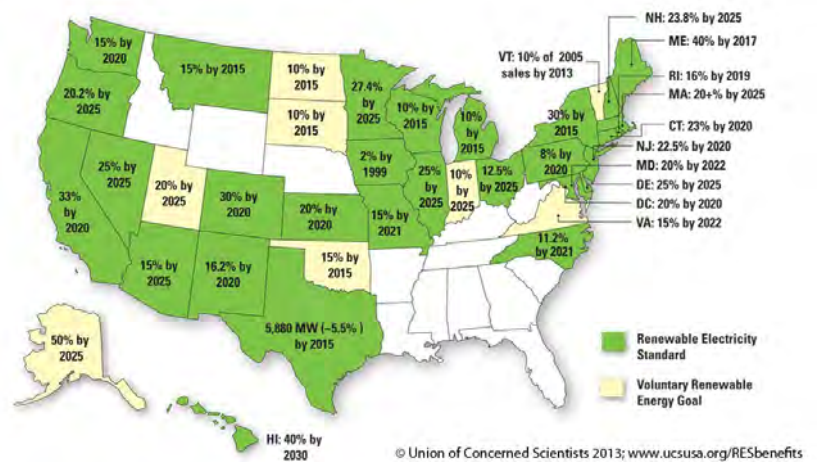 NH: 23.8% by 2025
ME: 40% by 2017
VT: 10% of 2005
sales by 2013
RI: 16% by 2019
MA: 20+% by 2025
CT: 23% by 2020
NJ: 22.5% by 2020
MD: 20% by 2022
DE: 25% by 2025
DC: 20% by 2020
VA: 15% by 2022
15% by
2020
15% by 2015
10% by
2015
27.4%
by
2025
10% by
2015
10%
by
2015
30% by
2015
20.2% by
2025
10% by
2015
2% by
1999
8% by
2020
33%
by
2020
25% by
2025
20% by
2025
30% by
2020
20% by
2020
15% by
2021
25%
by
2025
10%
by
2025
12.5%
by 2025
11.2%
by 2021
15% by
2025
16.2% by
2020
15% by
2015
5,880 MW (~5.5% )
by 2015
50% by
2025
HI: 40% by
2030
Renewable Electricity
Standard
Voluntary Renewable
Energy Goal
© Union of Concerned Scientists 2013; www.ucsusa.org/RESbenefits